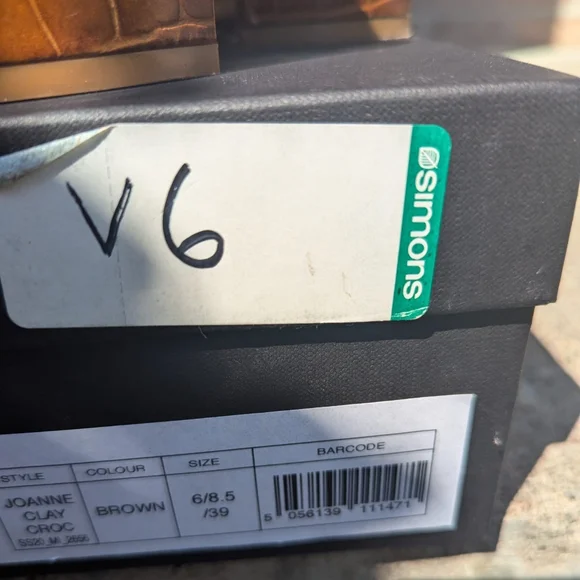 V6
simons
STYLE COLOUR SIZE BARCODE
JOANNE
CLAY
CROC
BROWN
6/8.5
/39
5 056139 111471